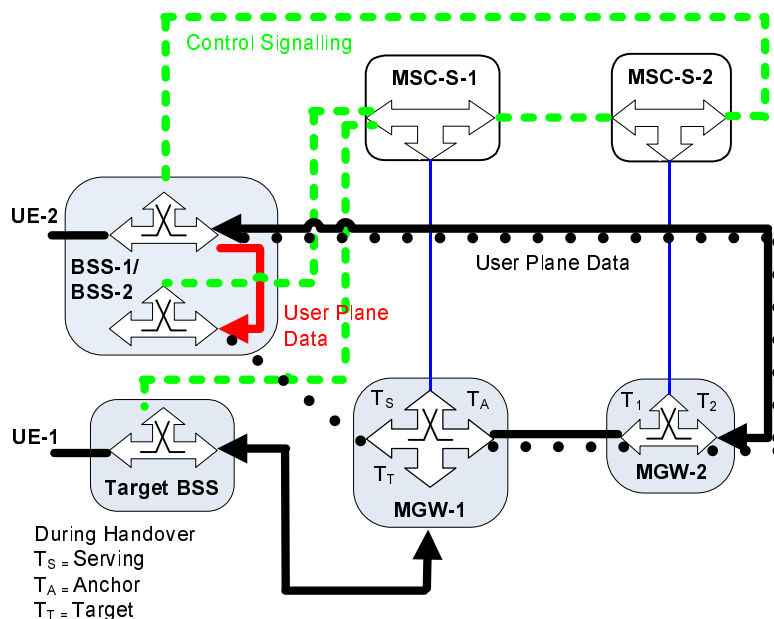 Control Signalling
MSC-S-1
MSC-S-2
UE-2
BSS-1/
BSS-2
User Plane Data
User Plane
Data
TS
TA
TT
MGW-1
T1
T2
MGW-2
UE-1
Target BSS
During Handover
TS = Serving
TA = Anchor
TT = Target